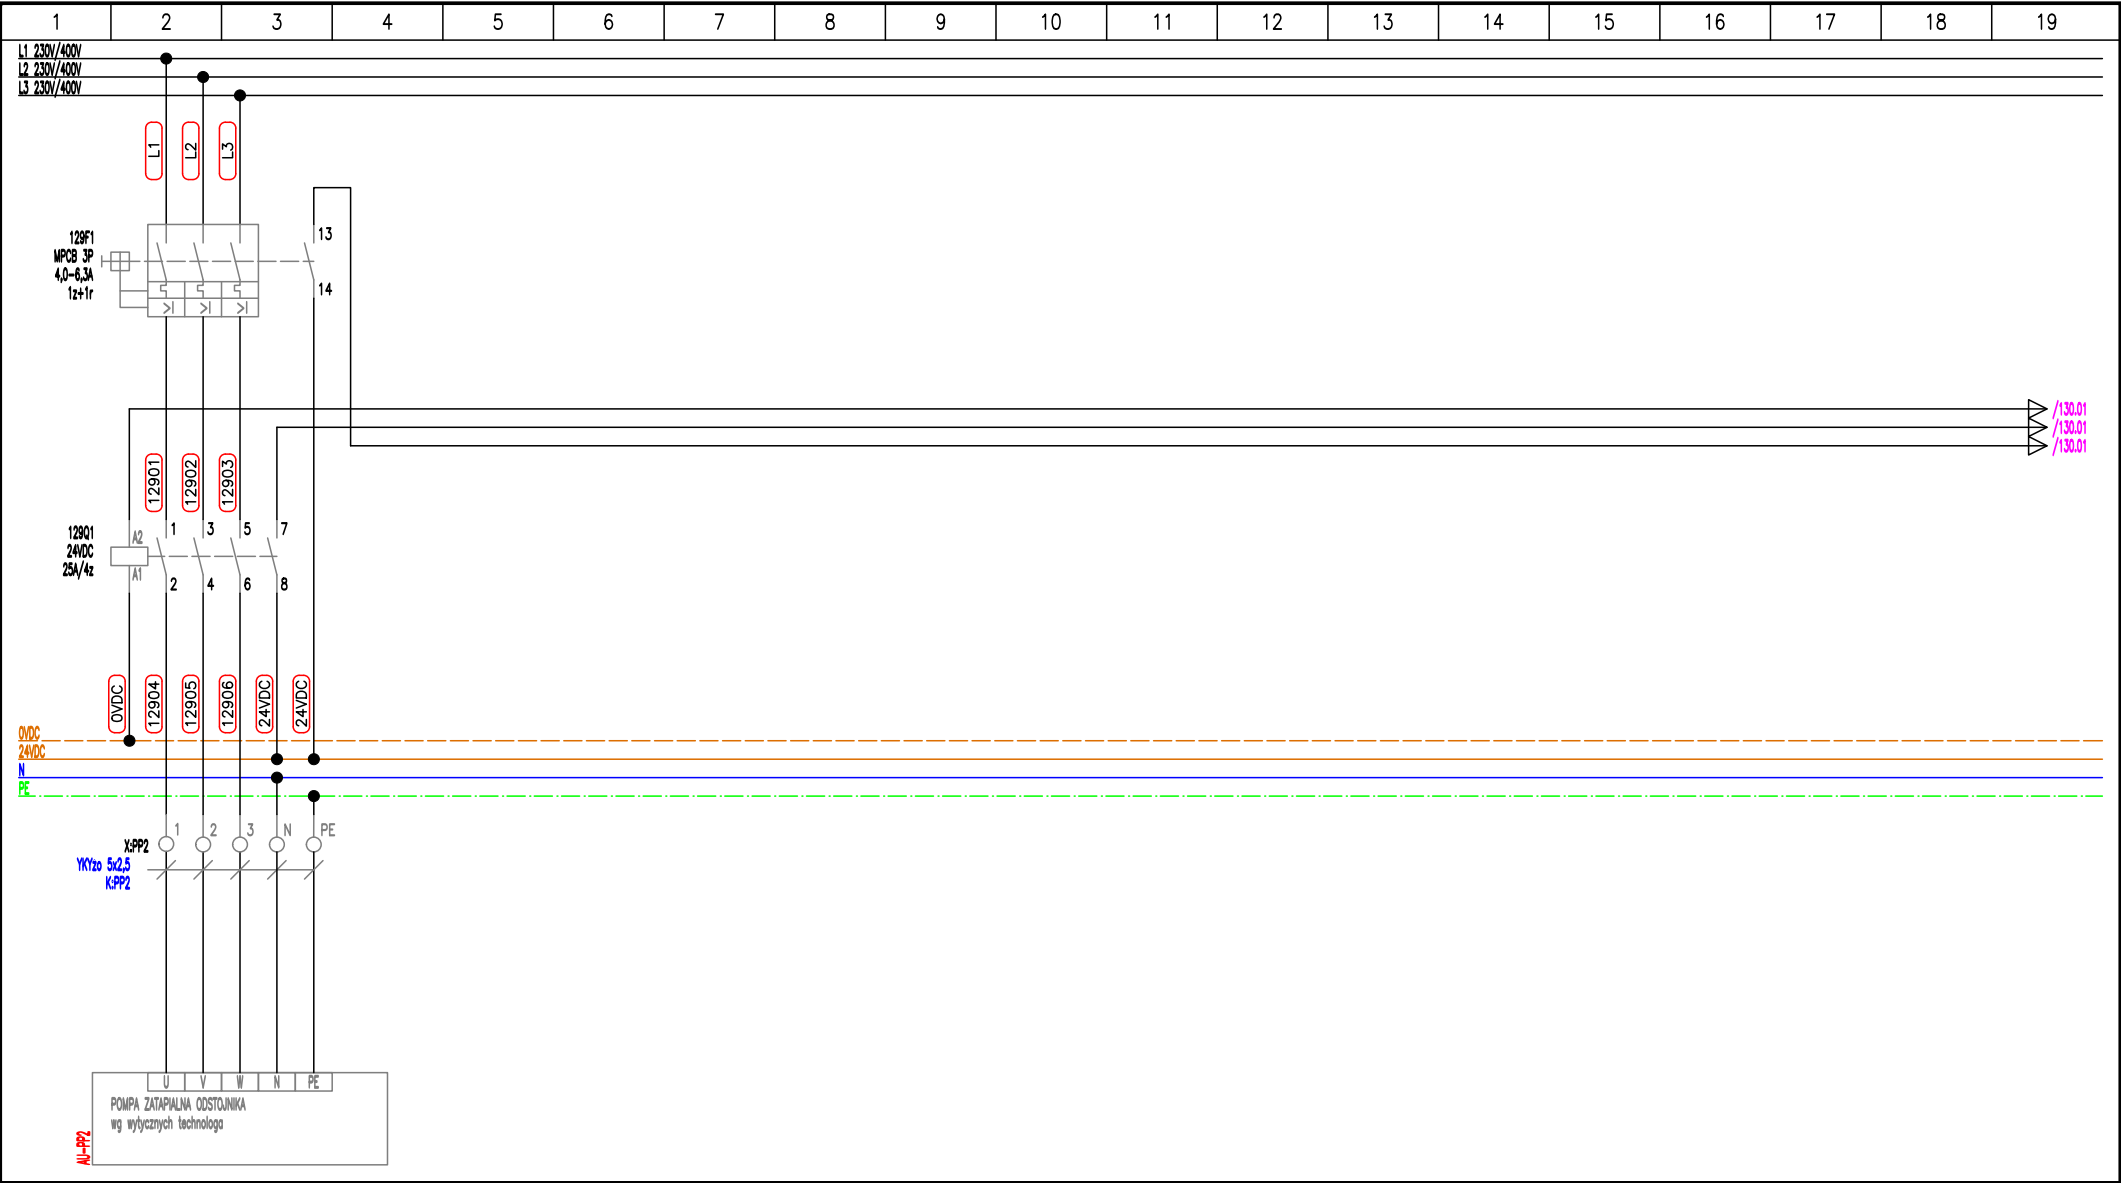 1 2 3 4 5 6 7 8 9 10 11 12 13 14 15 16 17 18 19
L1 230V/400V
L2 230V/400V
L3 230V/400V
L1 L2 L3
13
129F1
MPCB 3P
4,0-6,3A
1z+1r
14
>I >I >I
/130.01
/130.01
/130.01
12901 12902 12903
1 3 5 7
129Q1
24VDC
25A/4z
A2
A1
2 4 6 8
0VDC 12904 12905 12906 24VDC 24VDC
0VDC
24VDC
N
PE
1 2 3 N PE
X:PP2
YKYżo 5x2,5
K:PP2
U V W N PE
POMPA ZATAPIALNA ODSTOJNIKA
wg wytycznych technologa
AU-PP2